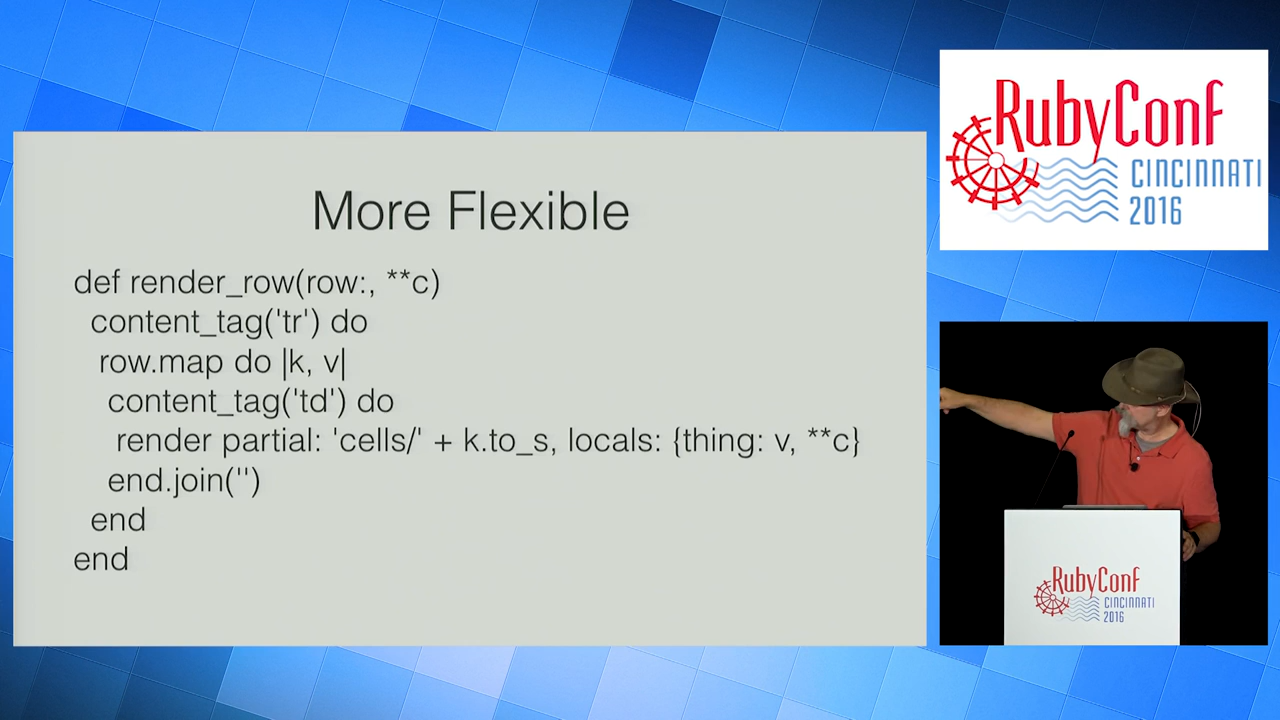 More Flexible
def render_row(row:, **c)
content_tag('tr') do
row.map do |k, v|
content_tag('td') do
render partial: 'cells/' + k.to_s, locals: {thing: v, **c}
end.join('')
end
end
RubyConf
CINCINNATI
2016
RubyConf
CINCINNATI
2016